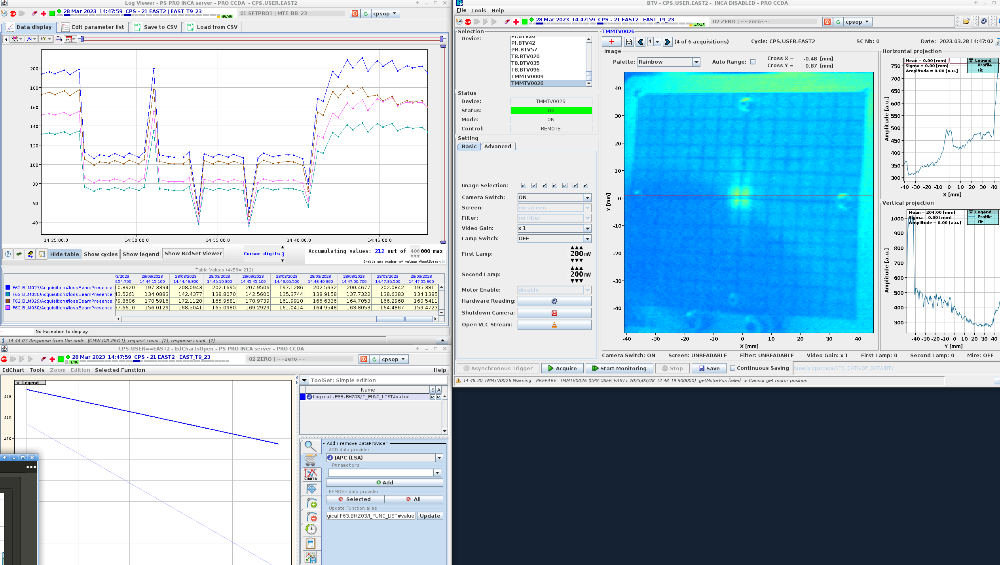 Log Viewer - PS PRO INCA server - PRO CCDA - CPS.USER.EAST2
28 Mar 2023 14:47:59 CPS - 21 EAST2 | EAST_T9_23
46/46
01 SFTPRO1 | MTE BB 23
cpsop
Data display
Edit parameter list
Save to CSV
Load from CSV
200
180
160
140
120
100
80
60
40
14:25.00.0 14:30.00.0 14:35.00.0 14:40.00.0 14:45.00.0
Hide table Show cycles Show legend Show BcdSet Viewer
Cursor digits 3
Accumulating values: 212 out of 400000 max
Enable max number of values WheelSwitch
Table Values (4x53= 212)
3/2023 28/03/2023 28/03/2023 28/03/2023 28/03/2023 28/03/2023 28/03/2023 28/03/2023 28/03/2023 28/03/2023
3:54.700 14:44:15.100 14:44:49.900 14:45:10.300 14:45:45.100 14:46:05.500 14:46:40.300 14:47:00.700 14:47:35.500 14:47:55.900
F62.BLM027/Acquisition#lossBeamPresence 10.8920 197.3394 208.0943 202.1695 207.9506 197.1286 202.5932 200.4677 202.0842 195.3811
F62.BLM028/Acquisition#lossBeamPresence 43.5261 134.0883 142.4377 138.8070 142.5600 135.3744 138.9158 137.7322 138.6383 134.1385
F62.BLM029/Acquisition#lossBeamPresence 79.8606 170.5916 172.1120 165.9581 170.9739 161.9910 166.6336 164.7053 166.2968 160.5411
F62.BLM030/Acquisition#lossBeamPresence 67.6610 156.0129 168.5041 165.0980 169.2929 161.0414 164.9548 163.8053 164.4867 159.4723
No Exception to display...
14:44:07 Response from the node: [CMW-DIR-PRO1], request count: [2], response count: [2]
CPS:USER==EAST2 - EdChartsOpen - PS PRO INCA server - PRO CCDA
28 Mar 2023 14:47:59 CPS - 21 EAST2 | EAST_T9_23
1/46
02 ZERO | ~~zero~~
cpsop
EdChart Tools Zoom Edition Selected Function Help
Legend
420
418
416
ToolSet: Simple edition
Name S A
logical.F63.BHZ03/I_FUNC_LIST#value
LIMITS
Add / remove DataProvider
ADD data provider
JAPC (LSA)
Parameters
Add
REMOVE data provider
Selected All
Update Function alias
gical.F63.BHZ03/I_FUNC_LIST#value Update
BTV - CPS.USER.EAST2 - INCA DISABLED - PRO CCDA
File Tools Help
28 Mar 2023 14:47:59 CPS - 21 EAST2 | EAST_T9_23
46/46
02 ZERO | ~~zero~~
cpsop
Selection
Device:
PI.BTV26
PI.BTV42
PR.BTV57
T8.BTV020
T8.BTV035
T8.BTV096
TMMTV0009
TMMTV0026
Status
Device: TMMTV0026
Status: OK
Mode: ON
Control: REMOTE
Setting
Basic Advanced
Image Selection:
Camera Switch: ON
Screen: no screen
Filter: no filter
Video Gain: x 1
Lamp Switch: OFF
First Lamp: 200 mV
Second Lamp: 200 mV
Motor Enable: disable
Hardware Reading:
Shutdown Camera:
Open VLC Stream:
TMMTV0026
4 (4 of 6 acquisitions) Cycle: CPS.USER.EAST2 SC Nb: 0 Date: 2023.03.28 14:47:02
Image
Palette: Rainbow Auto Range:
Cross X = -0.48 [mm]
Cross Y = 0.87 [mm]
40
30
20
10
0
-10
-20
-30
-40
Y [mm]
-40 -30 -20 -10 0 10 20 30 40
X [mm]
Horizontal projection
Mean = 0.00 [mm]
Sigma = 0.00 [mm]
Amplitude = 0.00 [a.u.]
Legend
Profile
Fit
750
700
650
600
550
500
450
400
350
300
Amplitude [a.u.]
-40 -30 -20 -10 0 10 20 30 40
X [mm]
Vertical projection
Mean = 204.00 [mm]
Sigma = 0.00 [mm]
Amplitude = 0.00 [a.u.]
Legend
Profile
Fit
1000
900
800
700
600
500
400
300
Amplitude [a.u.]
-40 -30 -20 -10 0 10 20 30 40
Y [mm]
Camera Switch: ON Screen: UNREADABLE Filter: UNREADABLE Video Gain: x 1 First Lamp: 0 Second Lamp: 0 Mire: OFF
Asynchronous Trigger Acquire Start Monitoring Stop Save Continuous Saving /user/slops/data/SPS_DATA/OP_DATA/BTV
14:48:20 TMMTV0026 Warning: -PREPARE- TMMTV0026 (CPS.USER.EAST1 2023/03/28 12:48:19.900000) :getMotorPos failed -> Cannot get motor position